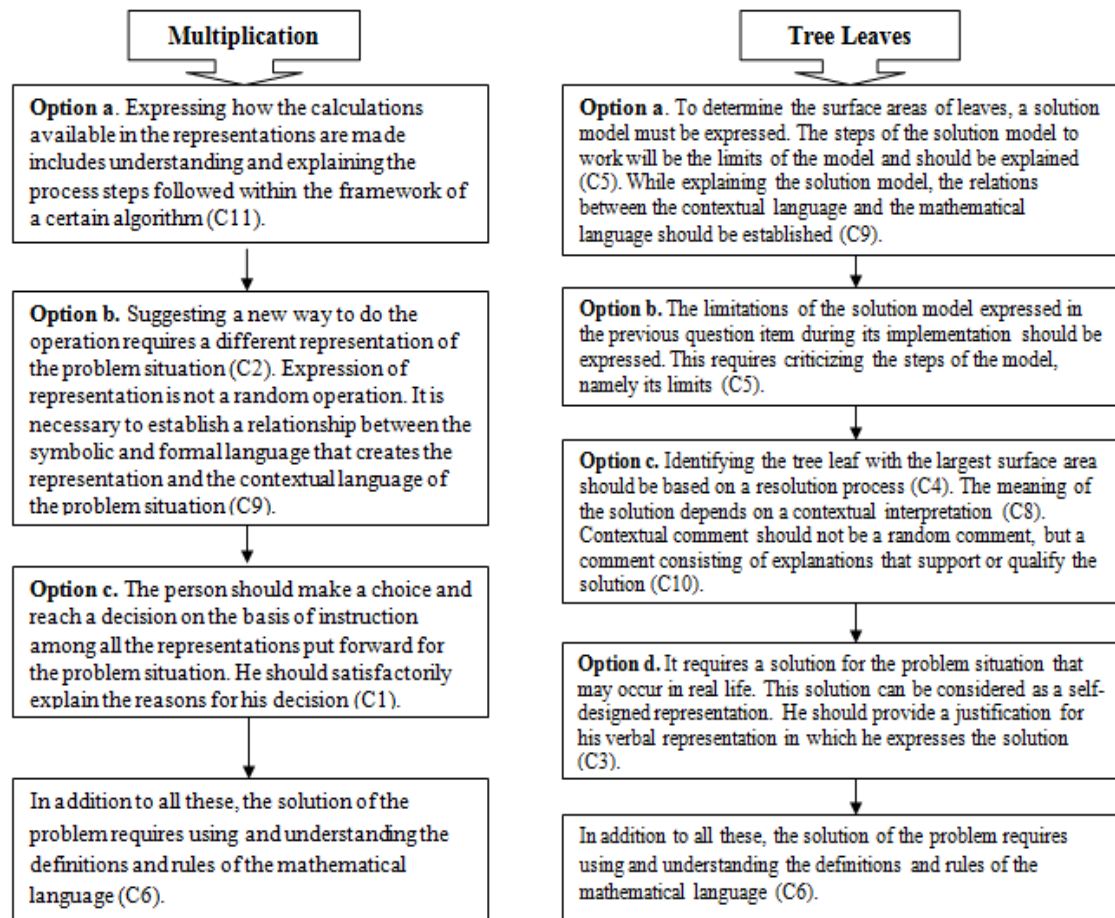 Multiplication
Option a. Expressing how the calculations
available in the representations are made
includes understanding and explaining the
process steps followed within the framework of
a certain algorithm (C11).
Option b. Suggesting a new way to do the
operation requires a different representation of
the problem situation (C2). Expression of
representation is not a random operation. It is
necessary to establish a relationship between the
symbolic and formal language that creates the
representation and the contextual language of
the problem situation (C9).
Option c. The person should make a choice and
reach a decision on the basis of instruction
among all the representations put forward for
the problem situation. He should satisfactorily
explain the reasons for his decision (C1).
In addition to all these, the solution of the
problem requires using and understanding the
definitions and rules of the mathematical
language (C6).
Tree Leaves
Option a. To determine the surface areas of leaves, a solution
model must be expressed. The steps of the solution model to
work will be the limits of the model and should be explained
(C5). While explaining the solution model, the relations
between the contextual language and the mathematical
language should be established (C9).
Option b. The limitations of the solution model expressed in
the previous question item during its implementation should be
expressed. This requires criticizing the steps of the model,
namely its limits (C5).
Option c. Identifying the tree leaf with the largest surface area
should be based on a resolution process (C4). The meaning of
the solution depends on a contextual interpretation (C8).
Contextual comment should not be a random comment, but a
comment consisting of explanations that support or qualify the
solution (C10).
Option d. It requires a solution for the problem situation that
may occur in real life. This solution can be considered as a self-
designed representation. He should provide a justification for
his verbal representation in which he expresses the solution
(C3).
In addition to all these, the solution of the problem requires
using and understanding the definitions and rules of the
mathematical language (C6).